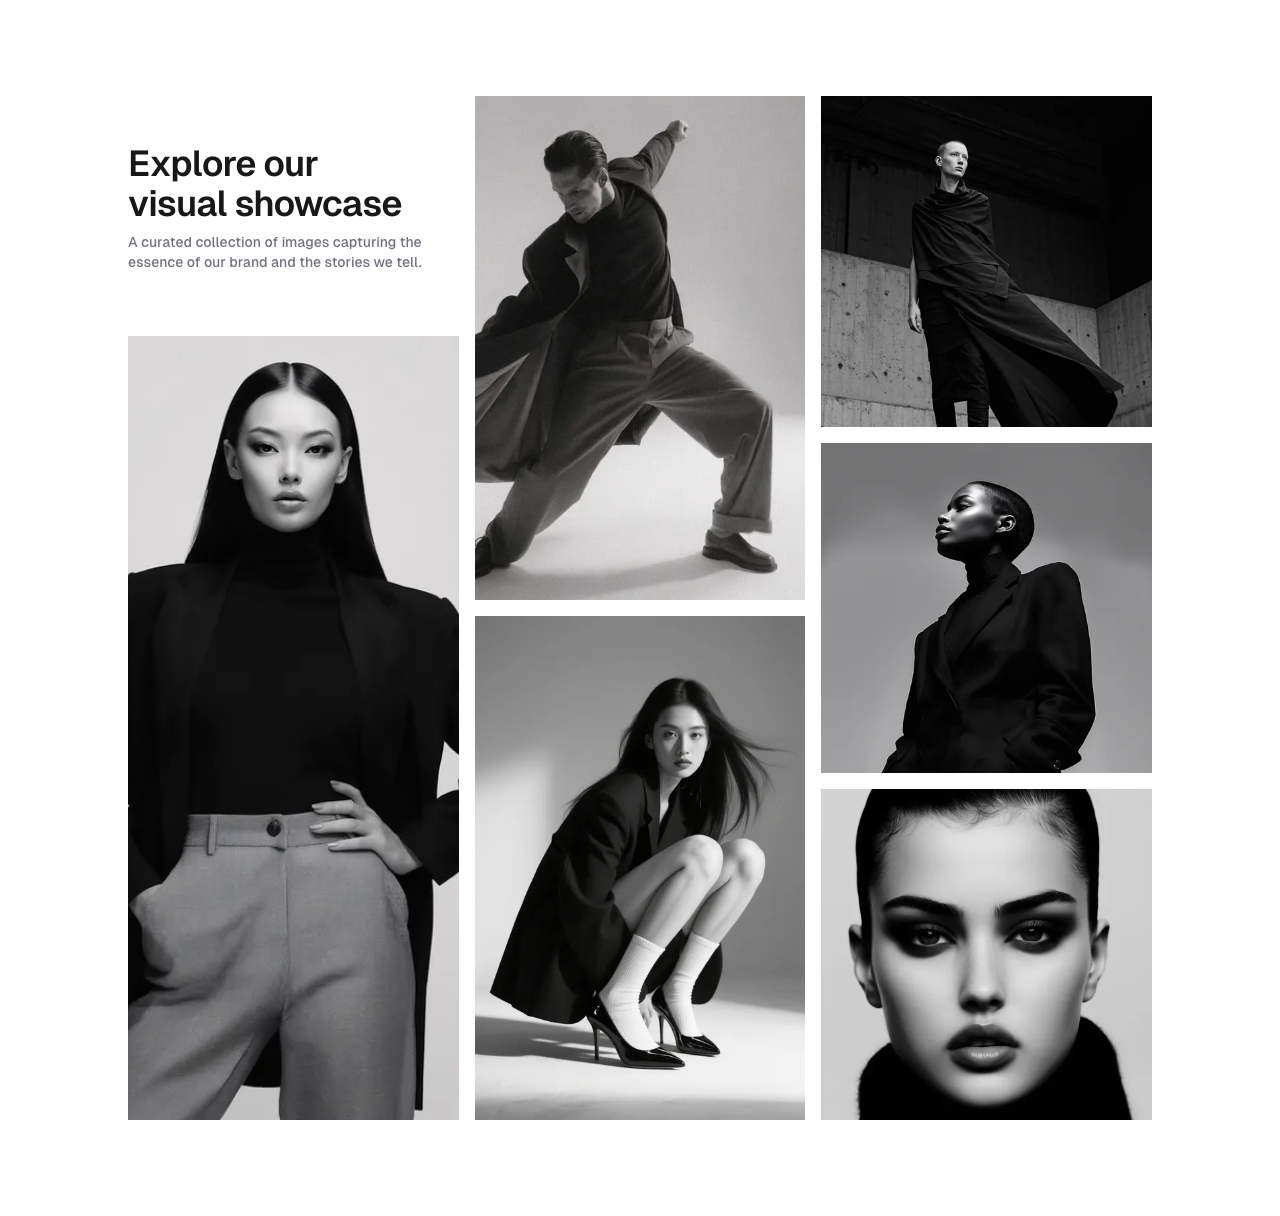 Explore our
visual showcase
A curated collection of images capturing the
essence of our brand and the stories we tell.